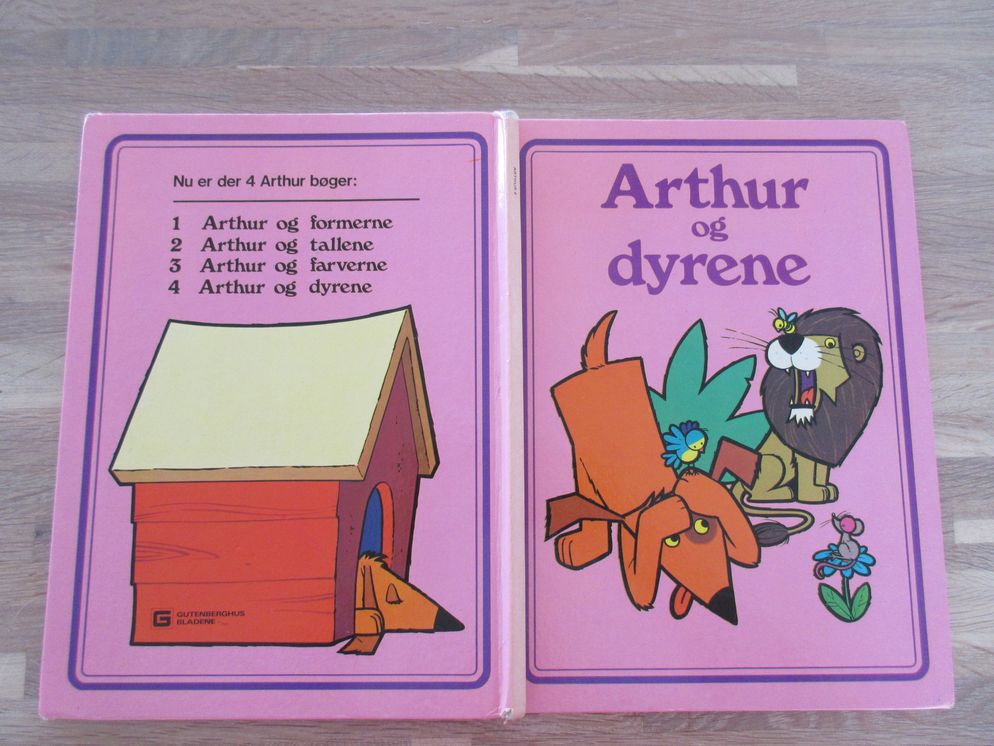 Nu er der 4 Arthur bøger:
1 Arthur og formerne
2 Arthur og tallene
3 Arthur og farverne
4 Arthur og dyrene
G GUTENBERGHUS
BLADENE
Arthur
og
dyrene